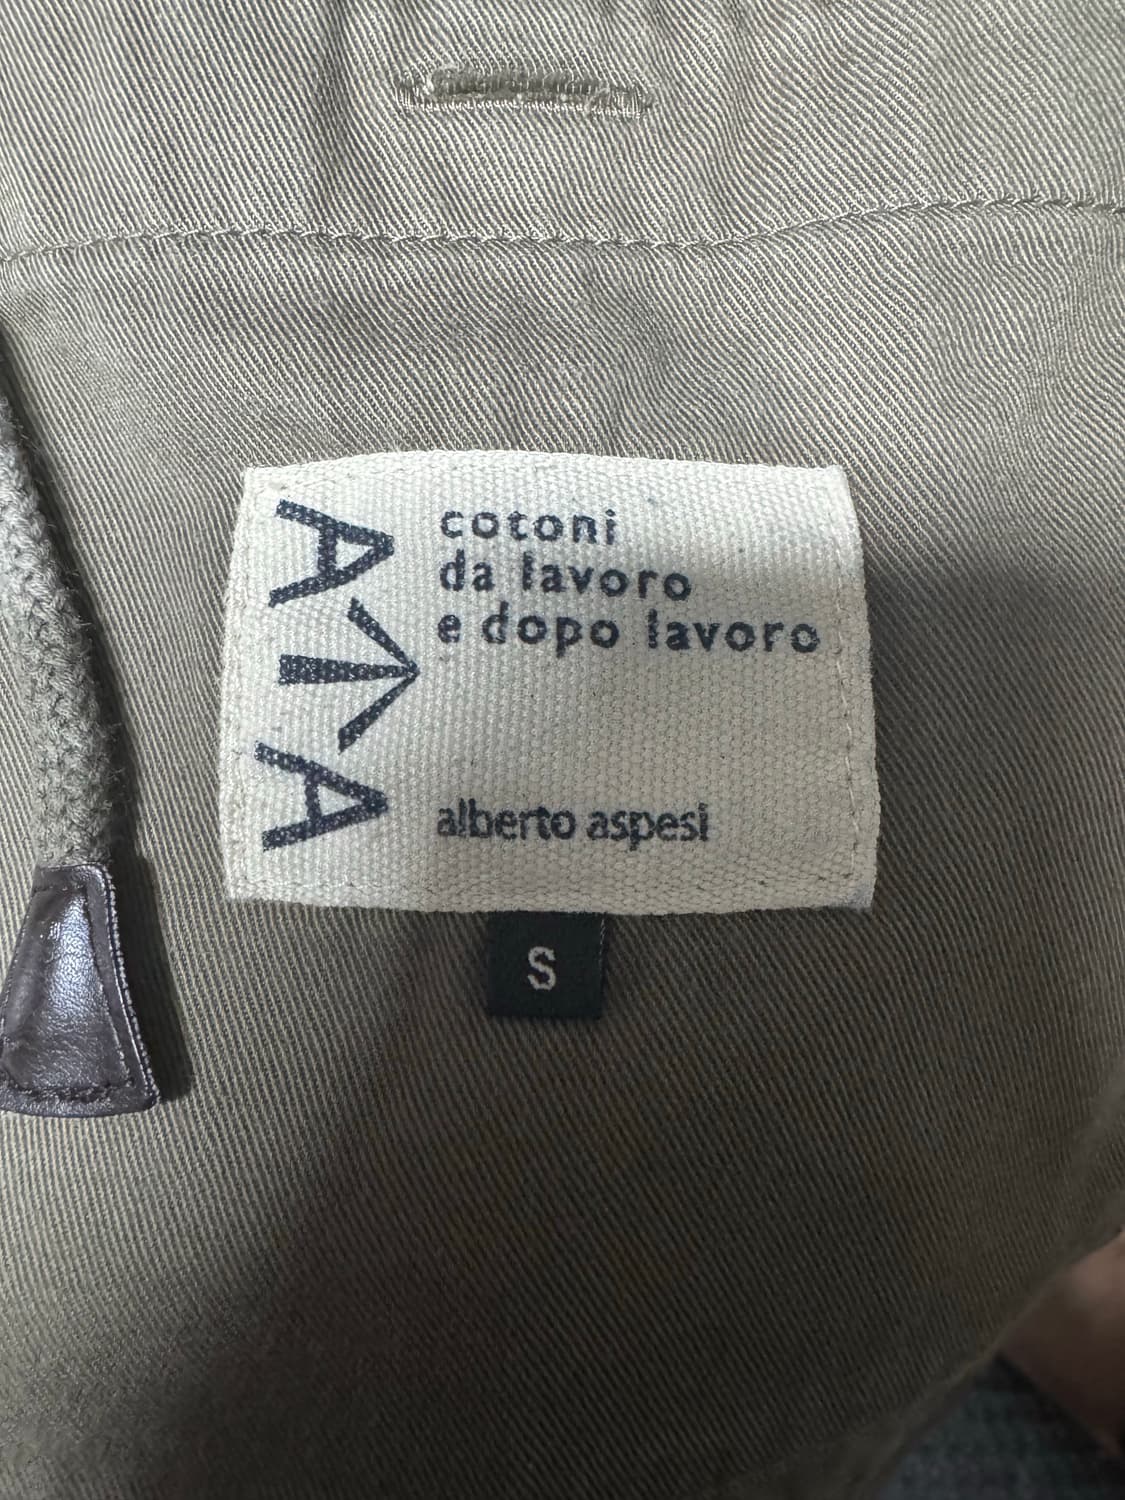 A↑A
cotoni
da lavoro
e dopo lavoro
alberto aspesi
S